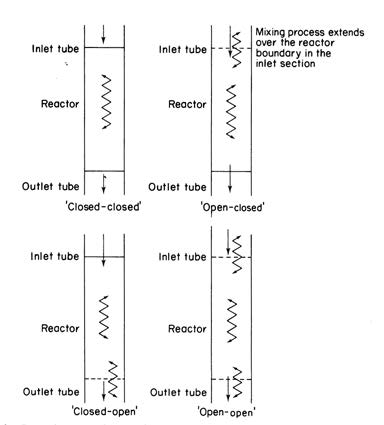 Inlet tube
Reactor
Outlet tube
'Closed-closed'
Inlet tube
Mixing process extends
over the reactor
boundary in the
inlet section
Reactor
Outlet tube
'Open-closed'
Inlet tube
Reactor
Outlet tube
'Closed-open'
Inlet tube
Reactor
Outlet tube
'Open-open'